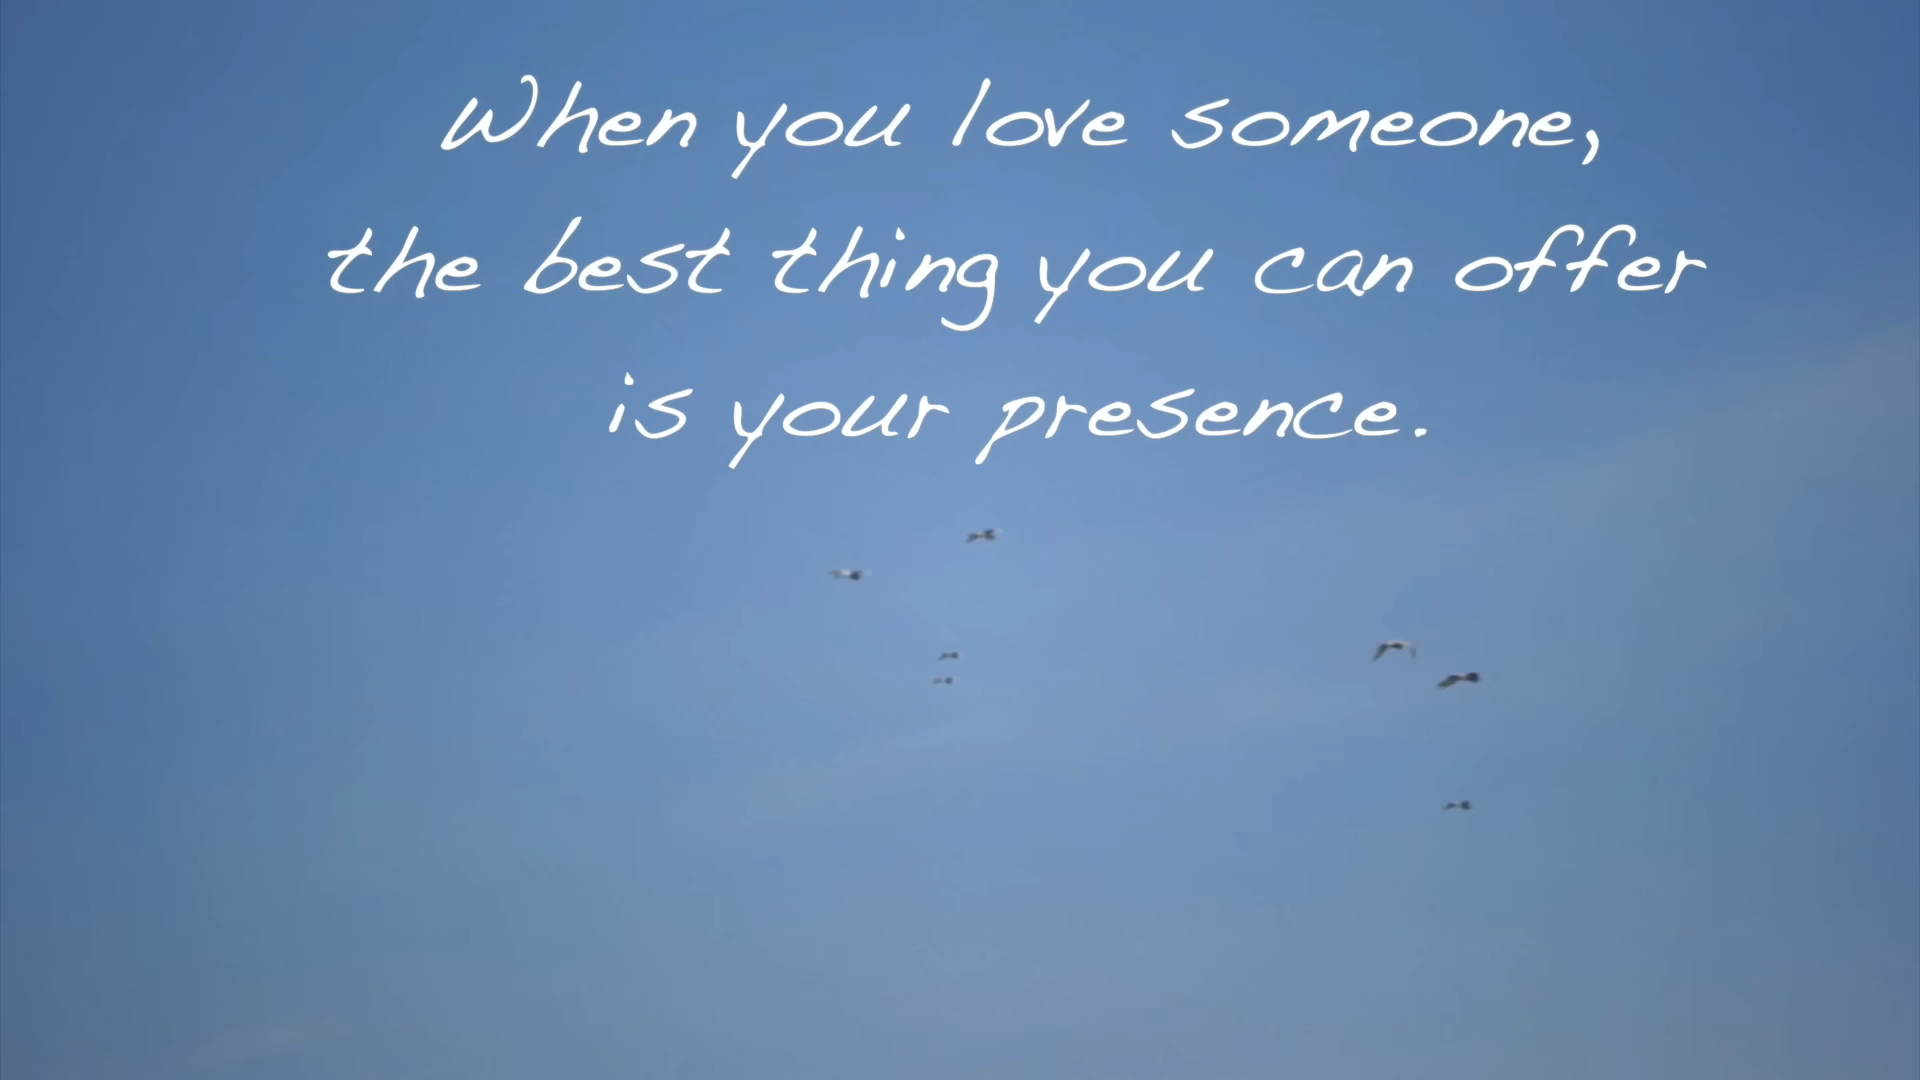 When you love someone,
the best thing you can offer
is your presence.